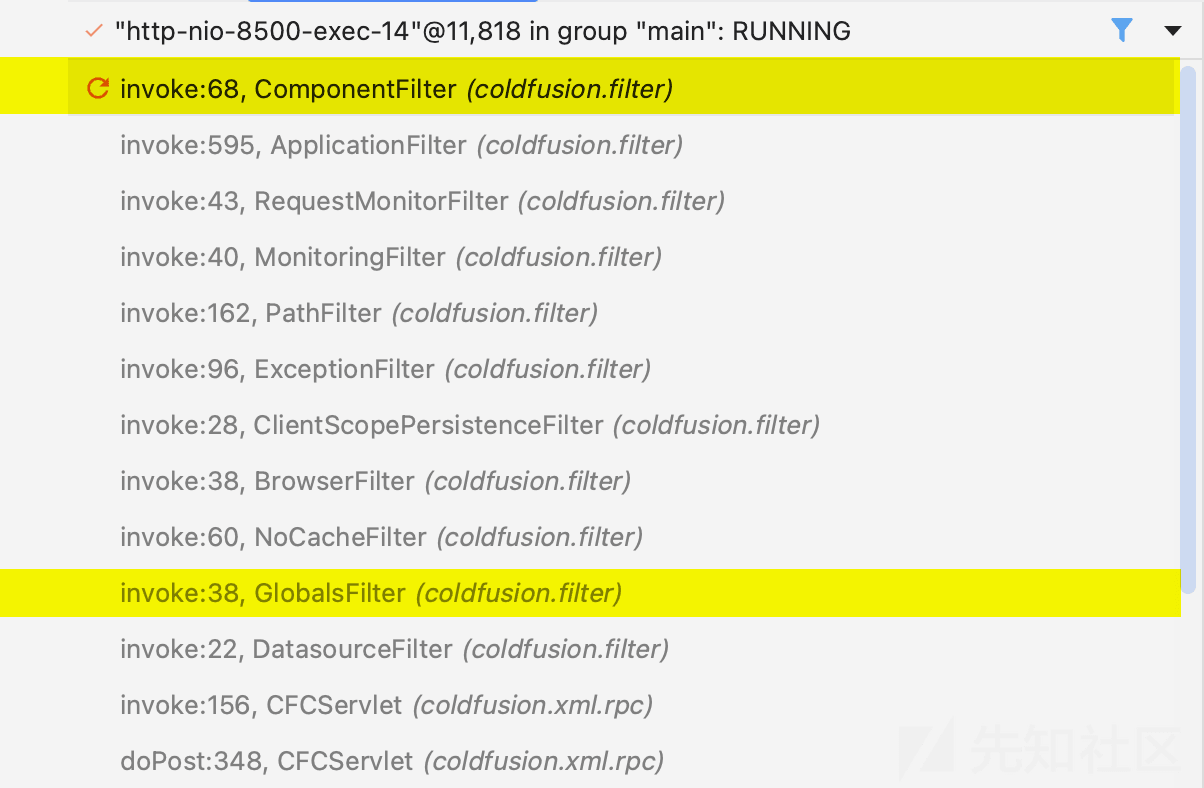 "http-nio-8500-exec-14"@11,818 in group "main": RUNNING
invoke:68, ComponentFilter (coldfusion.filter)
invoke:595, ApplicationFilter (coldfusion.filter)
invoke:43, RequestMonitorFilter (coldfusion.filter)
invoke:40, MonitoringFilter (coldfusion.filter)
invoke:162, PathFilter (coldfusion.filter)
invoke:96, ExceptionFilter (coldfusion.filter)
invoke:28, ClientScopePersistenceFilter (coldfusion.filter)
invoke:38, BrowserFilter (coldfusion.filter)
invoke:60, NoCacheFilter (coldfusion.filter)
invoke:38, GlobalsFilter (coldfusion.filter)
invoke:22, DatasourceFilter (coldfusion.filter)
invoke:156, CFCServlet (coldfusion.xml.rpc)
doPost:348, CFCServlet (coldfusion.xml.rpc)
先知社区